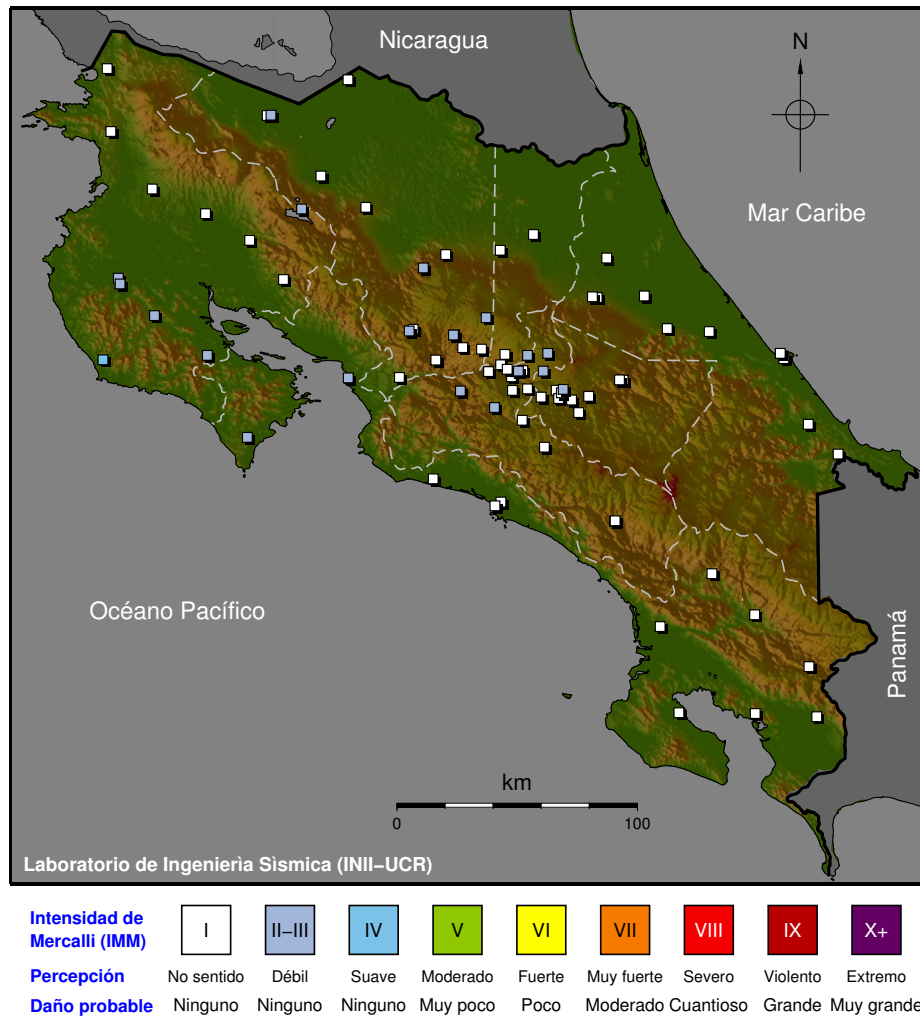 Nicaragua
N
Mar Caribe
Océano Pacífico
Panamá
km
0 100
Laboratorio de Ingenierìa Sìsmica (INII–UCR)
Intensidad de
Mercalli (IMM)
I II–III IV V VI VII VIII IX X+
Percepción No sentido Débil Suave Moderado Fuerte Muy fuerte Severo Violento Extremo
Daño probable Ninguno Ninguno Ninguno Muy poco Poco Moderado Cuantioso Grande Muy grande